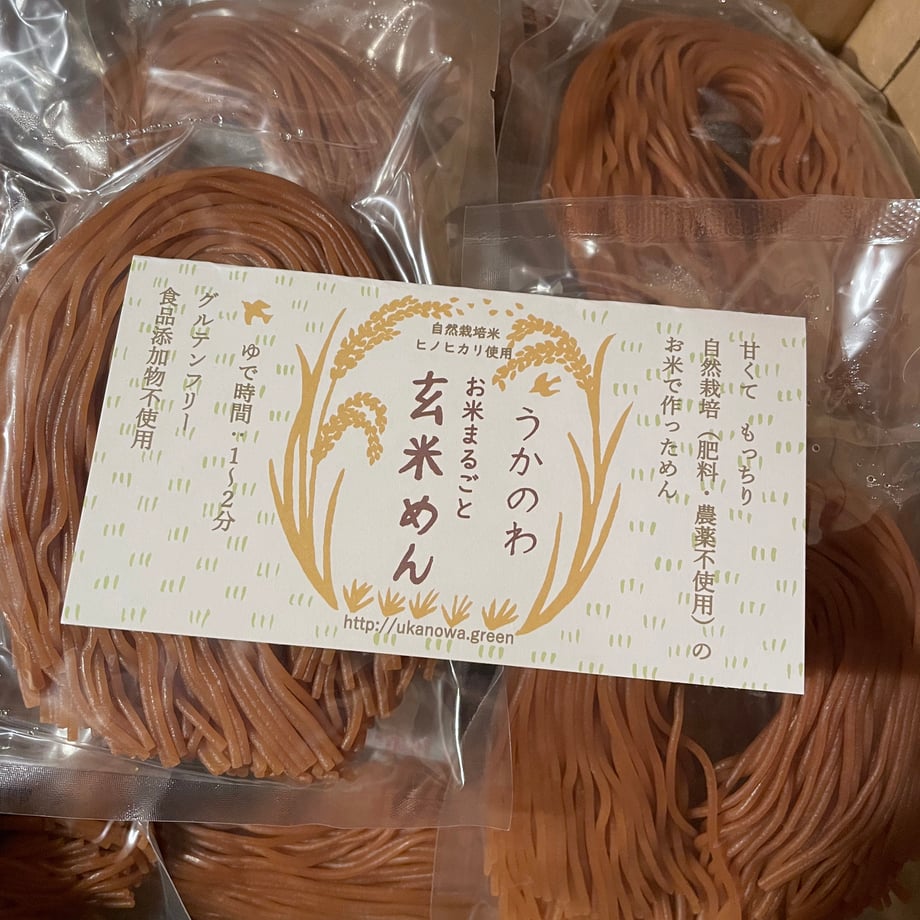 甘くて もっちり
自然栽培(肥料・農薬不使用)の
お米で作っためん
自然栽培米
ヒノヒカリ使用
うかのわ
お米まるごと
玄米めん
http://ukanowa.green
ゆで時間：1〜2分
グルテンフリー
食品添加物不使用